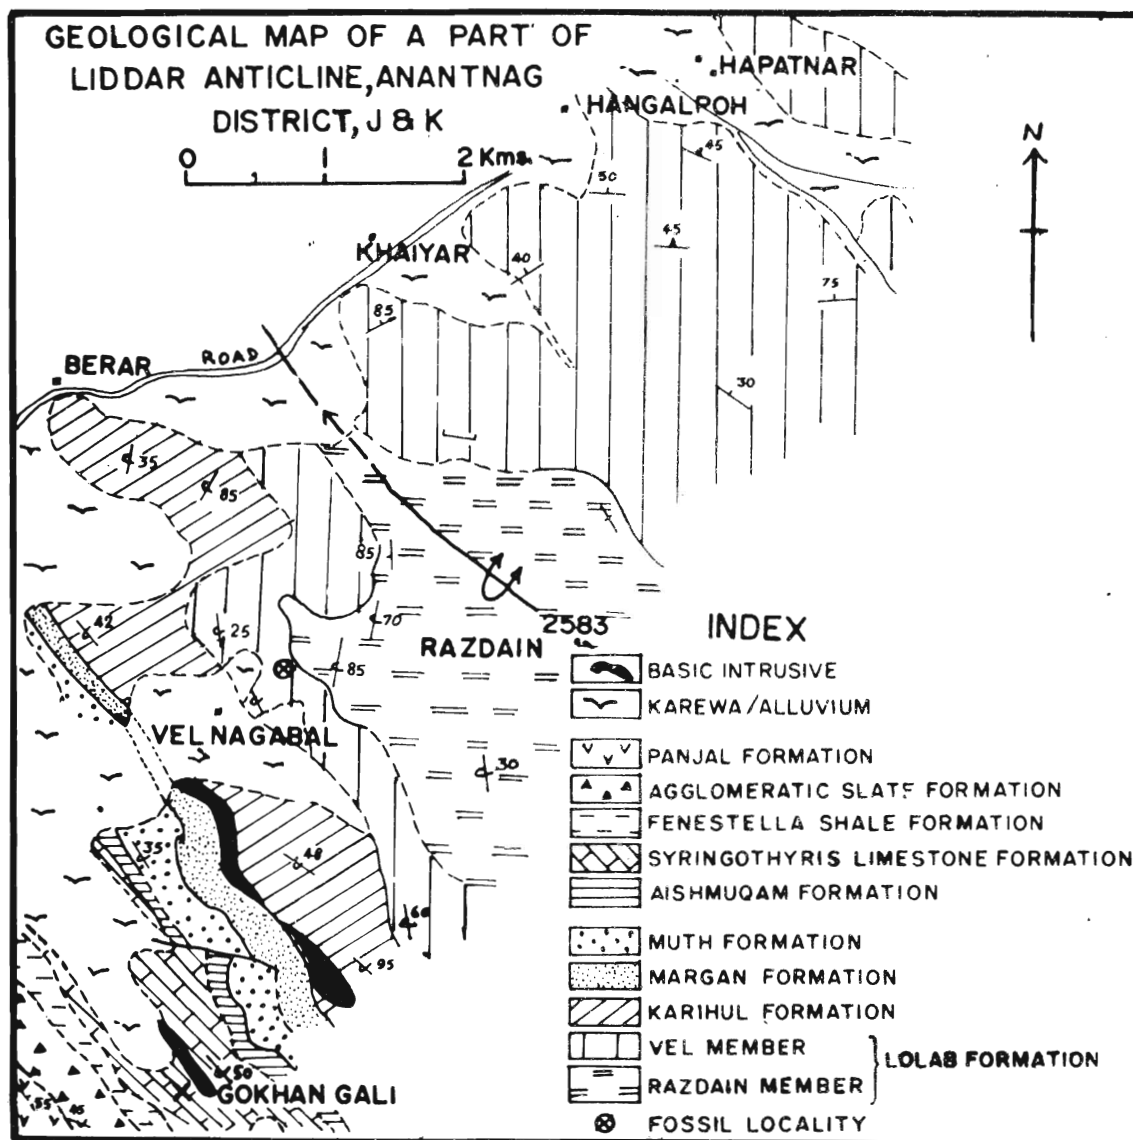 GEOLOGICAL MAP OF A PART OF
LIDDAR ANTICLINE, ANANTNAG
DISTRICT, J & K
0 1 2 Kms.
HAPATNAR
HANGALPOH
N
45
50
45
KHAIYAR
40
75
85
BERAR
ROAD
30
35
85
85
42
25
70
RAZDAIN
2583
85
VEL NAGABAL
30
35
48
60
95
50
GOKHAN GALI
55
45
INDEX
BASIC INTRUSIVE
KAREWA/ALLUVIUM
PANJAL FORMATION
AGGLOMERATIC SLATE FORMATION
FENESTELLA SHALE FORMATION
SYRINGOTHYRIS LIMESTONE FORMATION
AISHMUQAM FORMATION
MUTH FORMATION
MARGAN FORMATION
KARIHUL FORMATION
VEL MEMBER
LOLAB FORMATION
RAZDAIN MEMBER
FOSSIL LOCALITY